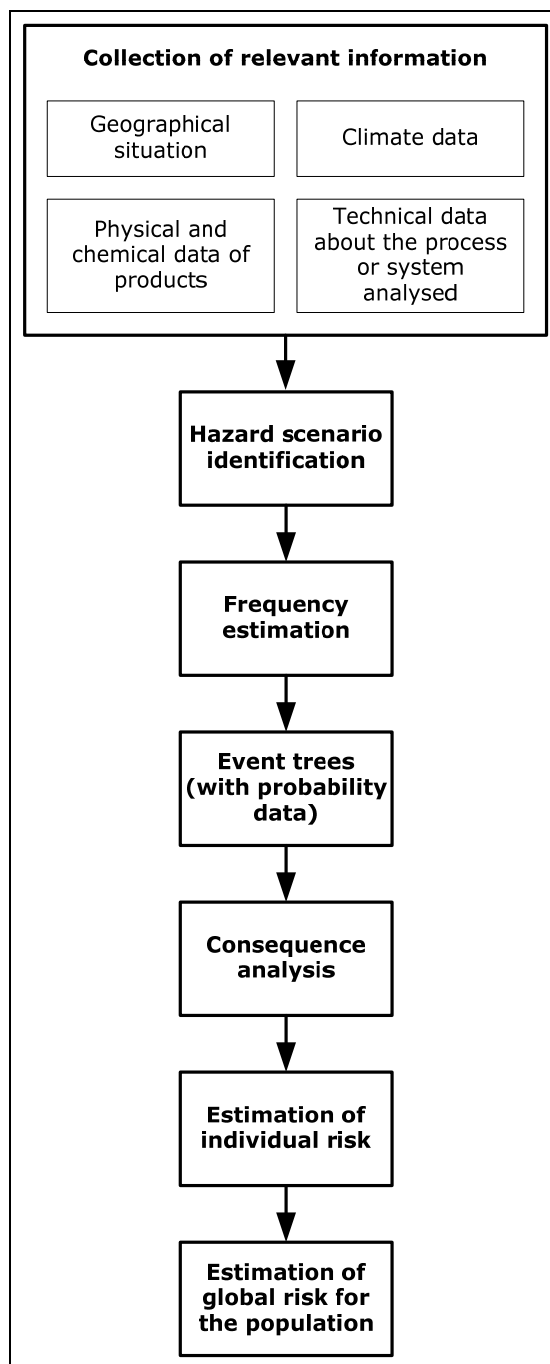 Collection of relevant information
Geographical
situation
Climate data
Physical and
chemical data of
products
Technical data
about the process
or system
analysed
Hazard scenario
identification
Frequency
estimation
Event trees
(with probability
data)
Consequence
analysis
Estimation of
individual risk
Estimation of
global risk for
the population